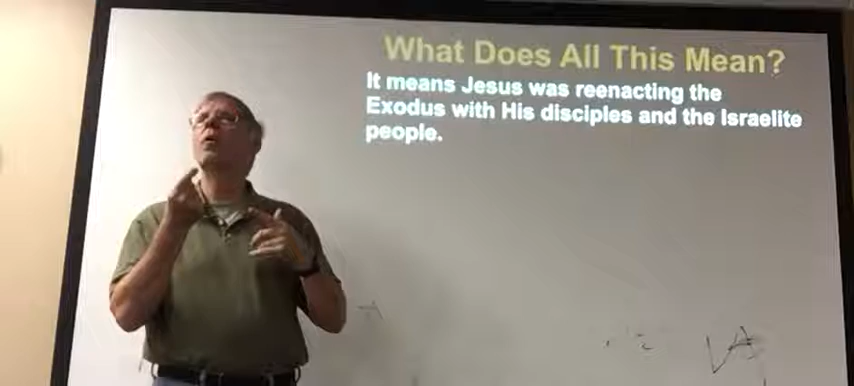 What Does All This Mean?
It means Jesus was reenacting the
Exodus with His disciples and the Israelite
people.